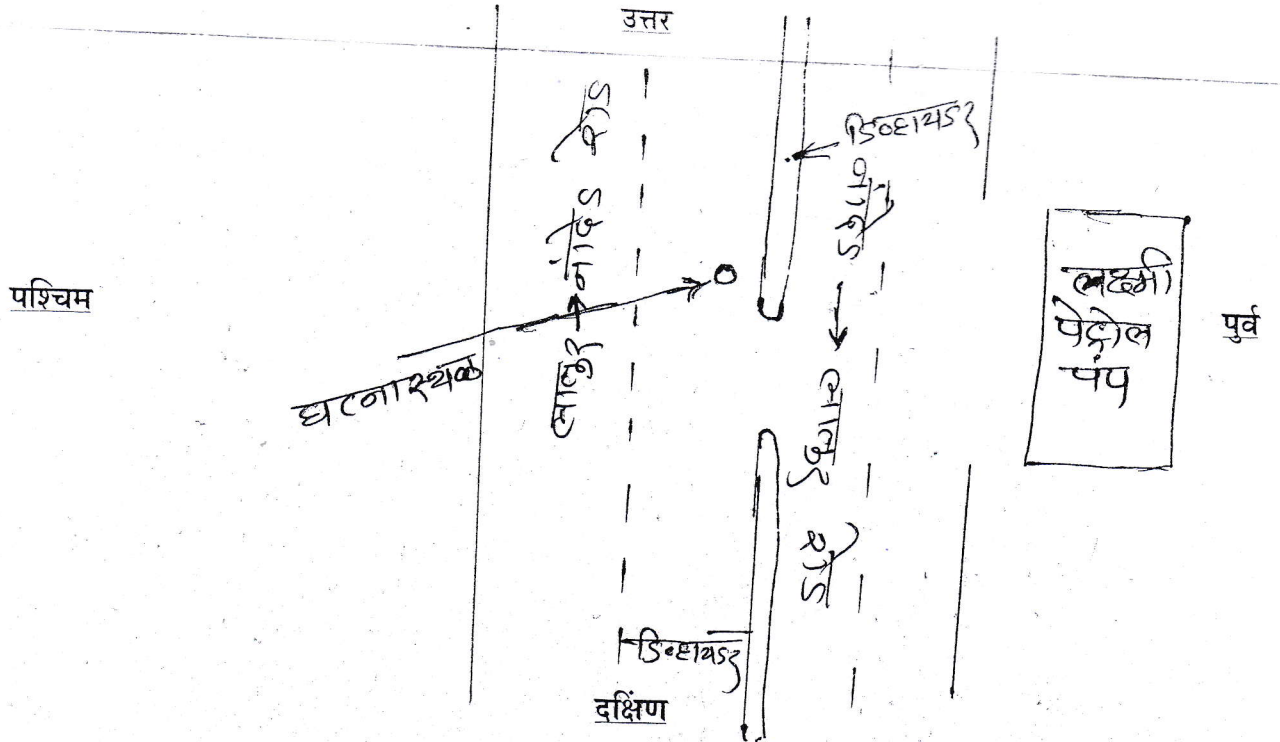 उत्तर
डिव्हायडर
लातूर → नांदेड रोड
नांदेड → लातूर रोड
पश्चिम
घटनास्थळ
लक्ष्मी
पेट्रोल
पंप
पुर्व
डिव्हायडर
दक्षिंण